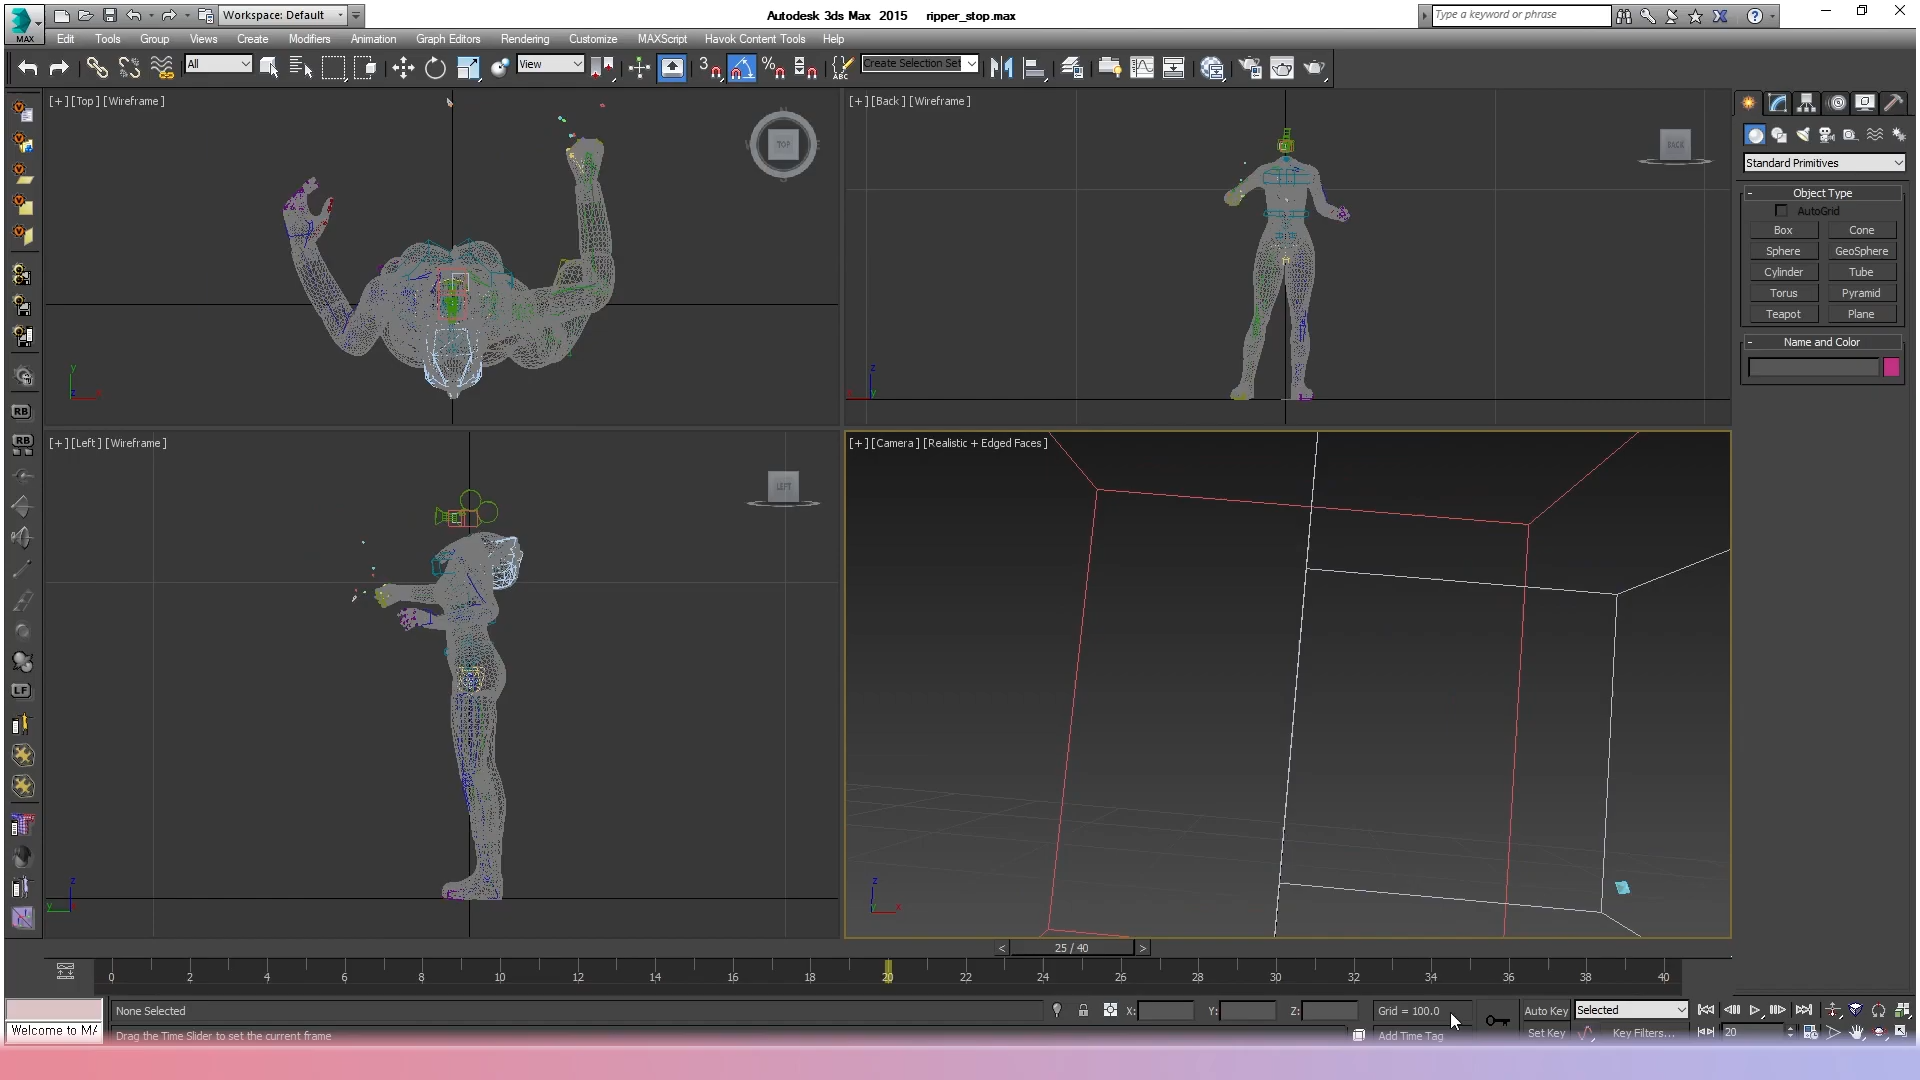 Workspace: Default
Autodesk 3ds Max 2015 ripper_stop.max
Type a keyword or phrase
MAX
Edit Tools Group Views Create Modifiers Animation Graph Editors Rendering Customize MAXScript Havok Content Tools Help
All
View
3
%
ABC
Create Selection Set
[+] [Top] [Wireframe]
TOP
[+] [Back] [Wireframe]
BACK
Standard Primitives
- Object Type
AutoGrid
Box Cone
Sphere GeoSphere
Cylinder Tube
Torus Pyramid
Teapot Plane
- Name and Color
y
z
[+] [Left] [Wireframe]
LEFT
[+] [Camera] [Realistic + Edged Faces]
RB
RB
LF
z
y
z
x
< 25 / 40 >
0 2 4 6 8 10 12 14 16 18 20 22 24 26 28 30 32 34 36 38 40
None Selected
X: Y: Z:
Grid = 100.0
Auto Key
Selected
Welcome to MA
Drag the Time Slider to set the current frame
Add Time Tag
Set Key
Key Filters...
20